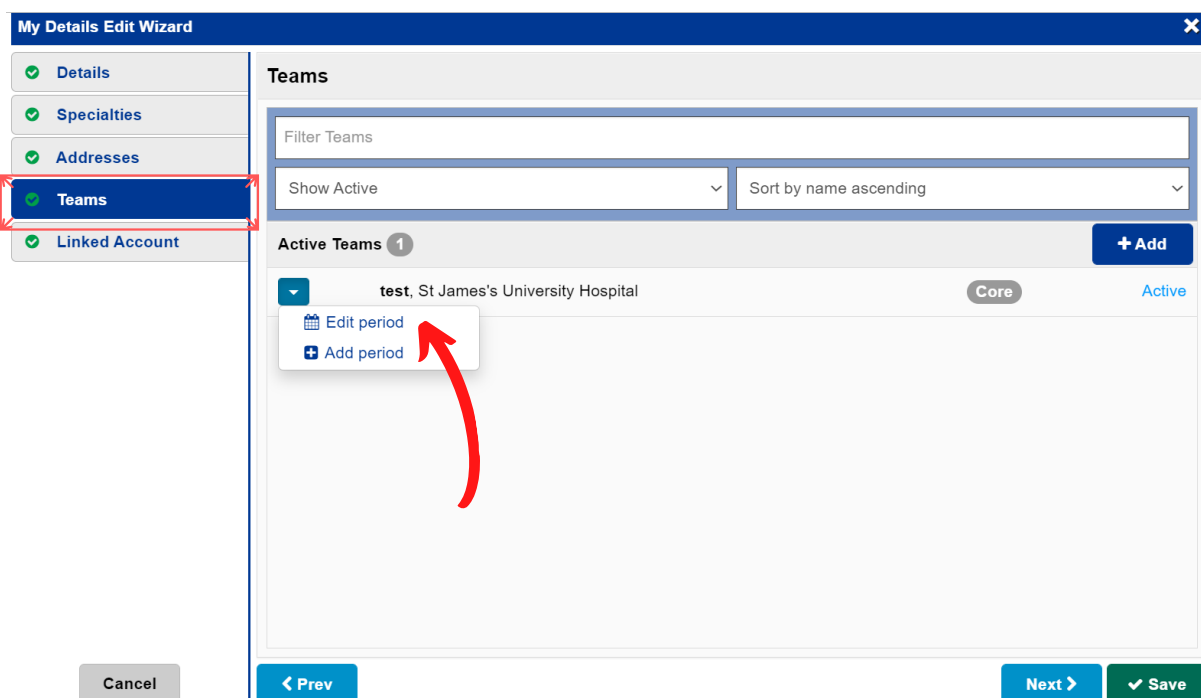 My Details Edit Wizard
Details
Specialties
Addresses
Teams
Linked Account
Teams
Filter Teams
Show Active
Sort by name ascending
Active Teams 1
Add
test, St James's University Hospital
Core
Active
Edit period
Add period
Cancel
Prev
Next
Save